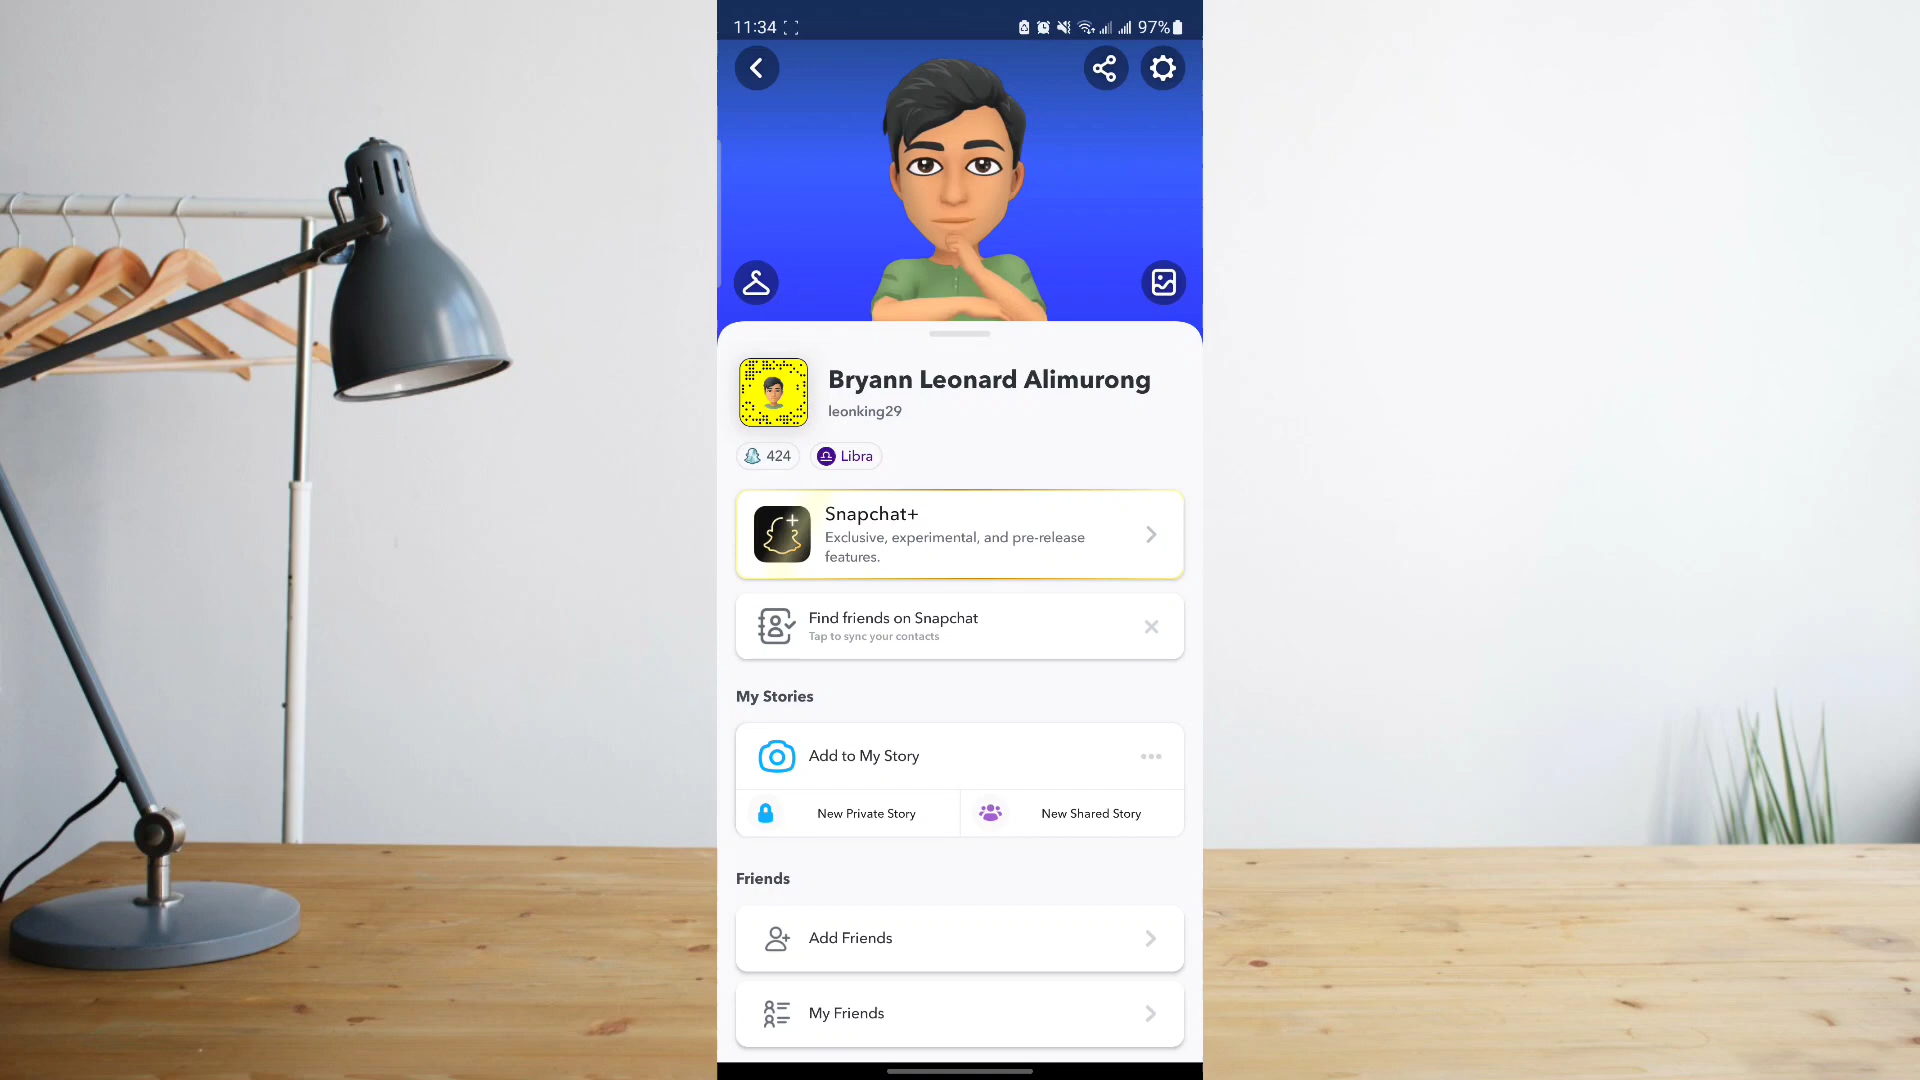 11:34
97%
Bryann Leonard Alimurong
leonking29
424
Libra
Snapchat+
Exclusive, experimental, and pre-release
features.
Find friends on Snapchat
Tap to sync your contacts
My Stories
Add to My Story
New Private Story
New Shared Story
Friends
Add Friends
My Friends